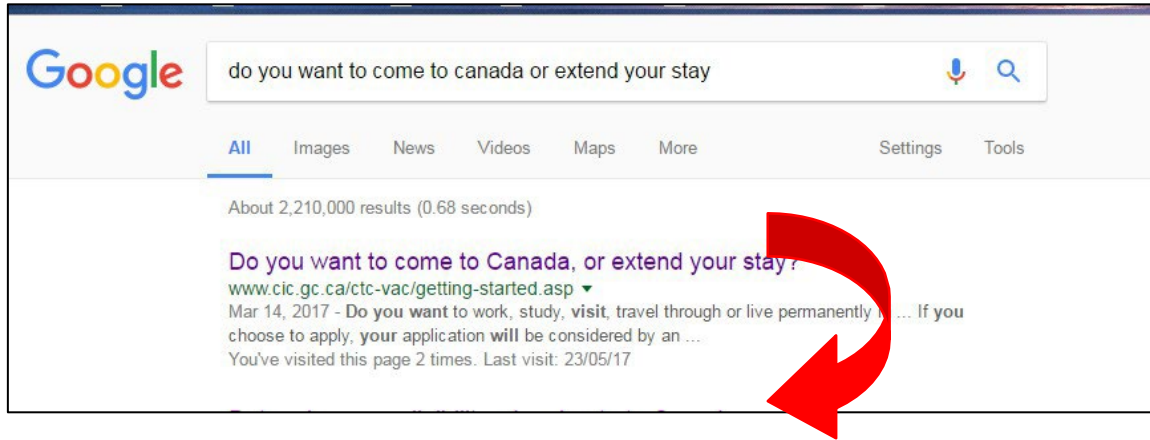 Google
do you want to come to canada or extend your stay
All Images News Videos Maps More Settings Tools
About 2,210,000 results (0.68 seconds)
Do you want to come to Canada, or extend your stay?
www.cic.gc.ca/ctc-vac/getting-started.asp
Mar 14, 2017 - Do you want to work, study, visit, travel through or live permanently ... If you
choose to apply, your application will be considered by an ...
You've visited this page 2 times. Last visit: 23/05/17